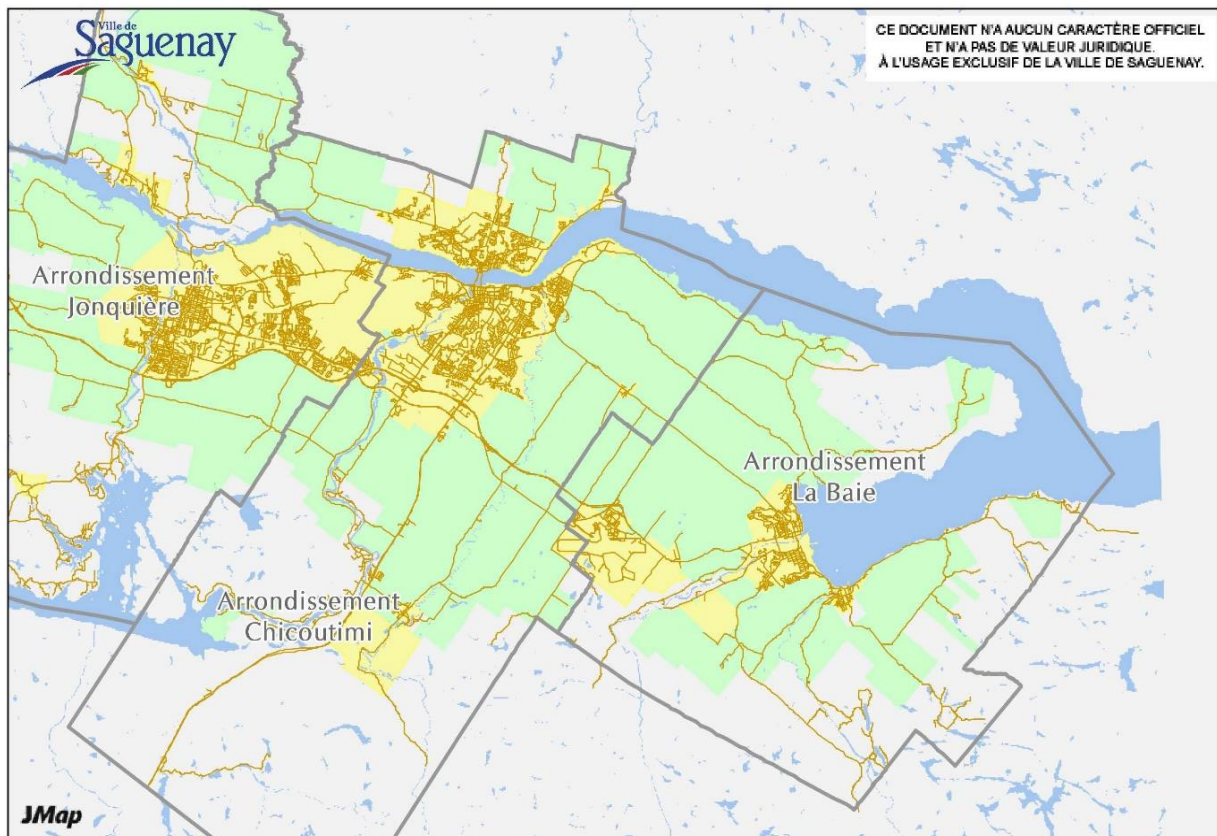 Ville de
Saguenay
CE DOCUMENT N'A AUCUN CARACTÈRE OFFICIEL
ET N'A PAS DE VALEUR JURIDIQUE.
À L'USAGE EXCLUSIF DE LA VILLE DE SAGUENAY.
Arrondissement
Jonquière
Arrondissement
La Baie
Arrondissement
Chicoutimi
JMap